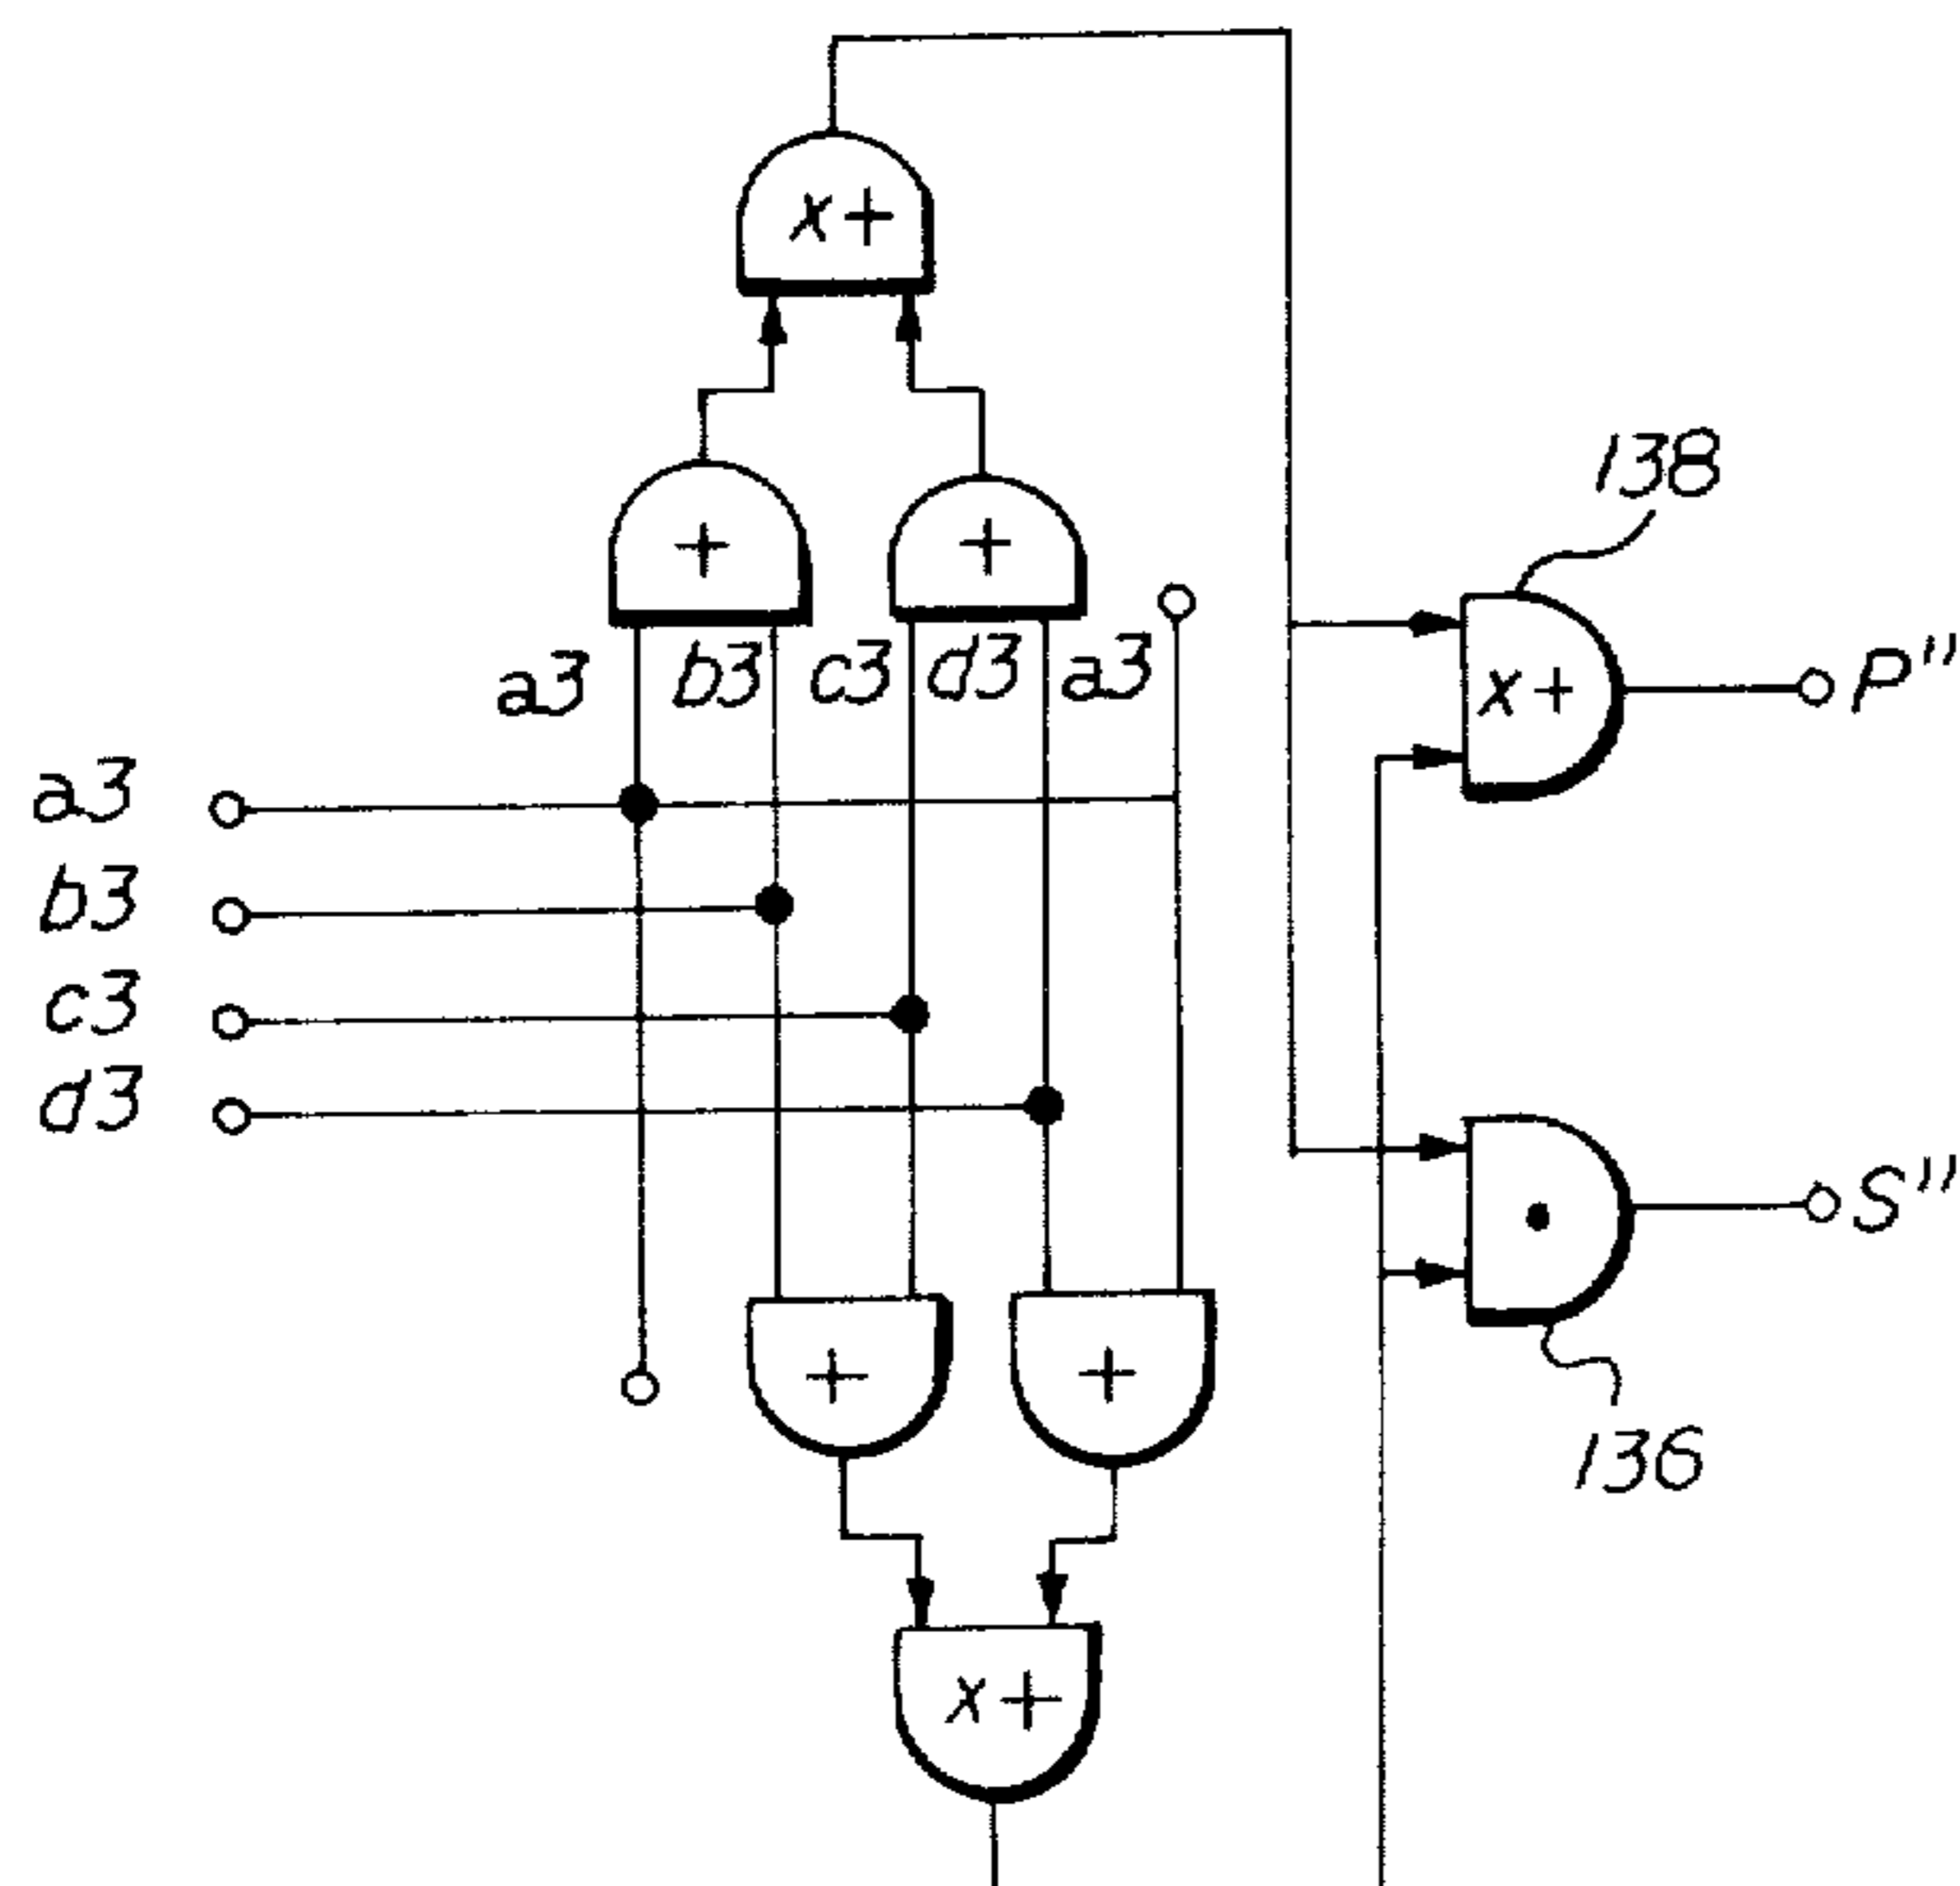 x+
138
+
+
a3
b3
c3
d3
a3
x+
P"
a3
b3
c3
d3
•
S"
+
+
136
x+